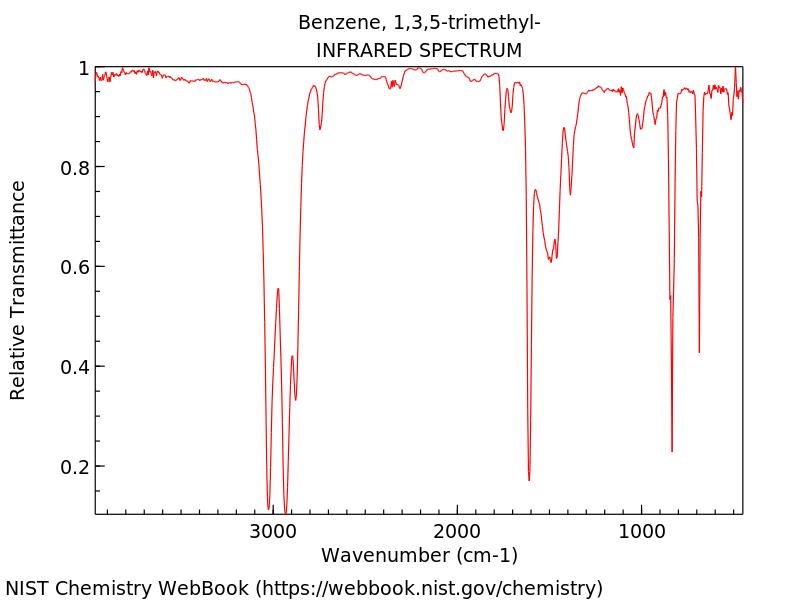 Benzene, 1,3,5-trimethyl-
INFRARED SPECTRUM
1
0.8
0.6
0.4
0.2
Relative Transmittance
3000 2000 1000
Wavenumber (cm-1)
NIST Chemistry WebBook (https://webbook.nist.gov/chemistry)